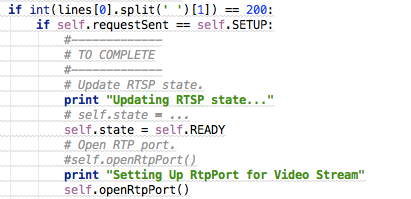 if int(lines[0].split(' ')[1]) == 200:
    if self.requestSent == self.SETUP:
        #-------------
        # TO COMPLETE
        #-------------
        # Update RTSP state.
        print "Updating RTSP state..."
        # self.state = ...
        self.state = self.READY
        # Open RTP port.
        #self.openRtpPort()
        print "Setting Up RtpPort for Video Stream"
        self.openRtpPort()